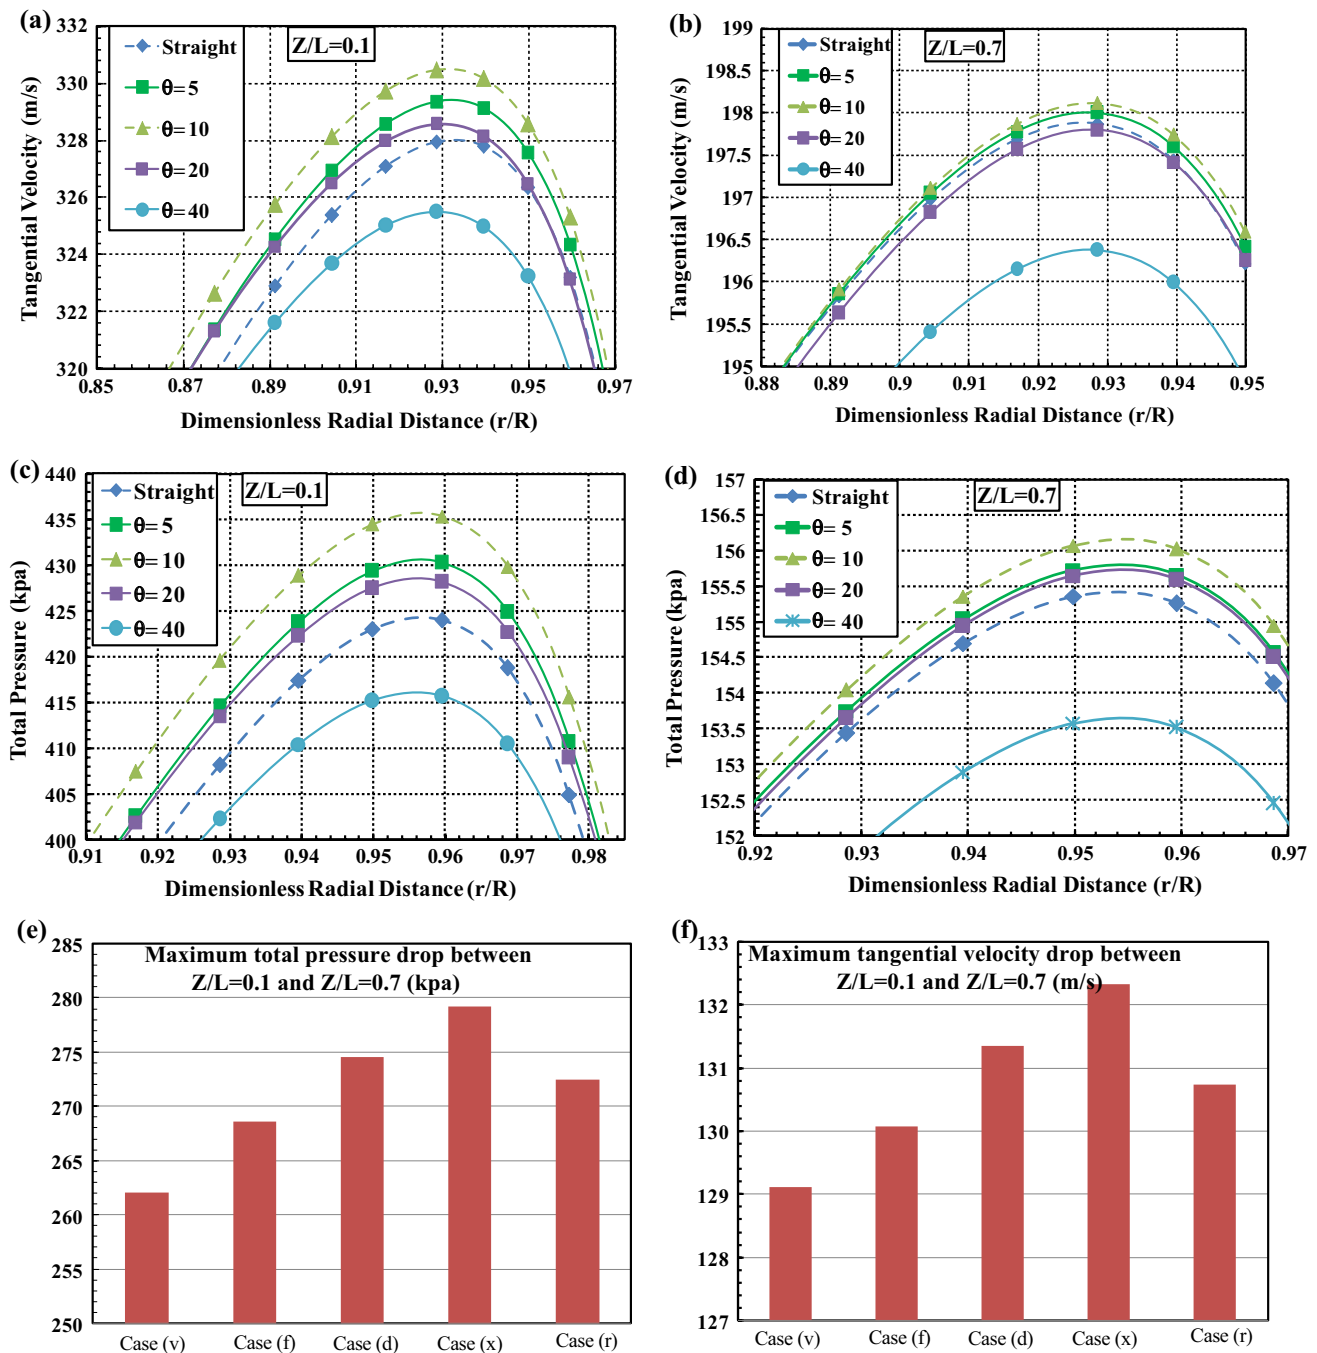 (a)
332
330
328
326
324
322
320
0.85
0.87
0.89
0.91
0.93
0.95
0.97
Tangential Velocity (m/s)
Dimensionless Radial Distance (r/R)
Straight
θ= 5
θ= 10
θ= 20
θ= 40
Z/L=0.1
(b)
199
198.5
198
197.5
197
196.5
196
195.5
195
0.88
0.89
0.9
0.91
0.92
0.93
0.94
0.95
Tangential Velocity (m/s)
Dimensionless Radial Distance (r/R)
Straight
θ= 5
θ= 10
θ= 20
θ= 40
Z/L=0.7
(c)
440
435
430
425
420
415
410
405
400
0.91
0.92
0.93
0.94
0.95
0.96
0.97
0.98
Total Pressure (kpa)
Dimensionless Radial Distance (r/R)
Straight
θ= 5
θ= 10
θ= 20
θ= 40
Z/L=0.1
(d)
157
156.5
156
155.5
155
154.5
154
153.5
153
152.5
152
0.92
0.93
0.94
0.95
0.96
0.97
Total Pressure (kpa)
Dimensionless Radial Distance (r/R)
Straight
θ= 5
θ= 10
θ= 20
θ= 40
Z/L=0.7
(e)
Maximum total pressure drop between
Z/L=0.1 and Z/L=0.7 (kpa)
285
280
275
270
265
260
255
250
Case (v)
Case (f)
Case (d)
Case (x)
Case (r)
(f)
Maximum tangential velocity drop between
Z/L=0.1 and Z/L=0.7 (m/s)
133
132
131
130
129
128
127
Case (v)
Case (f)
Case (d)
Case (x)
Case (r)